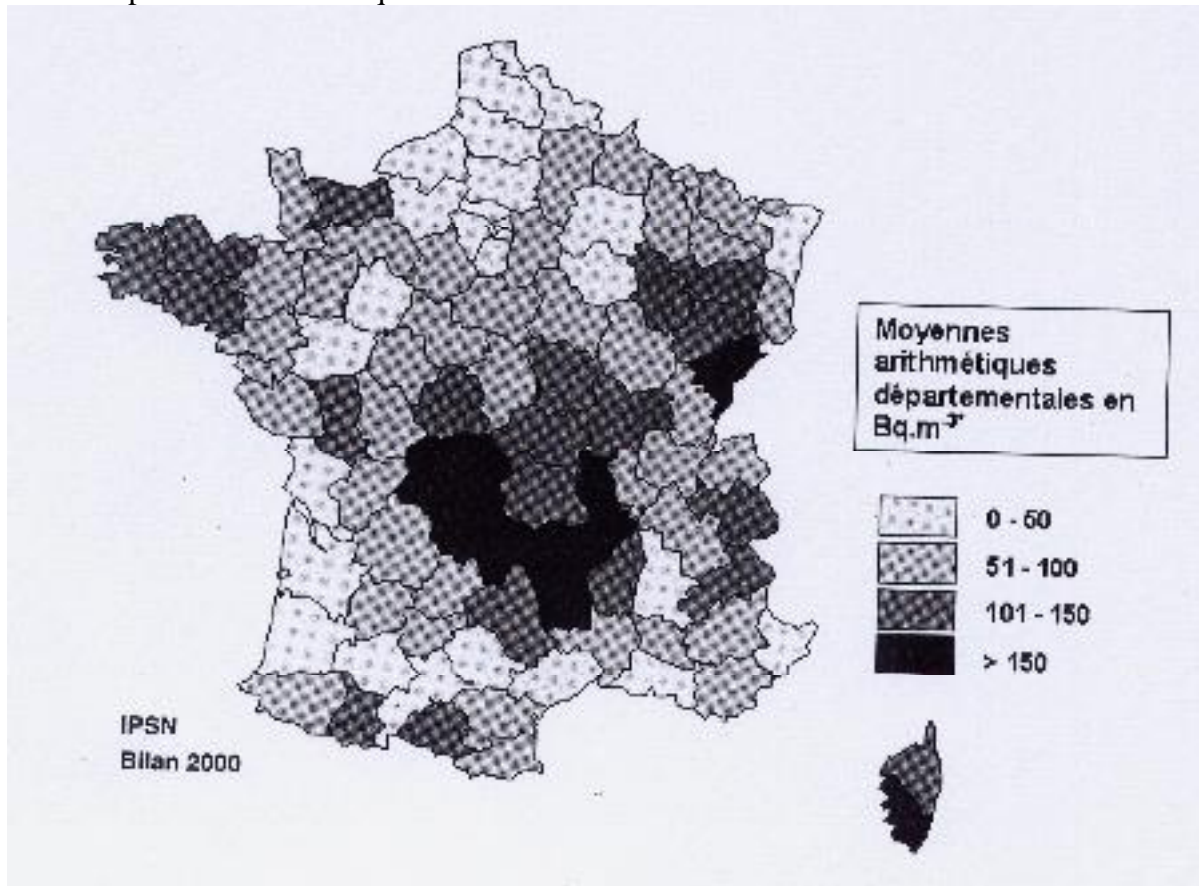 Moyennes
arithmétiques
départementales en
Bq.m-3
0 - 50
51 - 100
101 - 150
> 150
IPSN
Bilan 2000